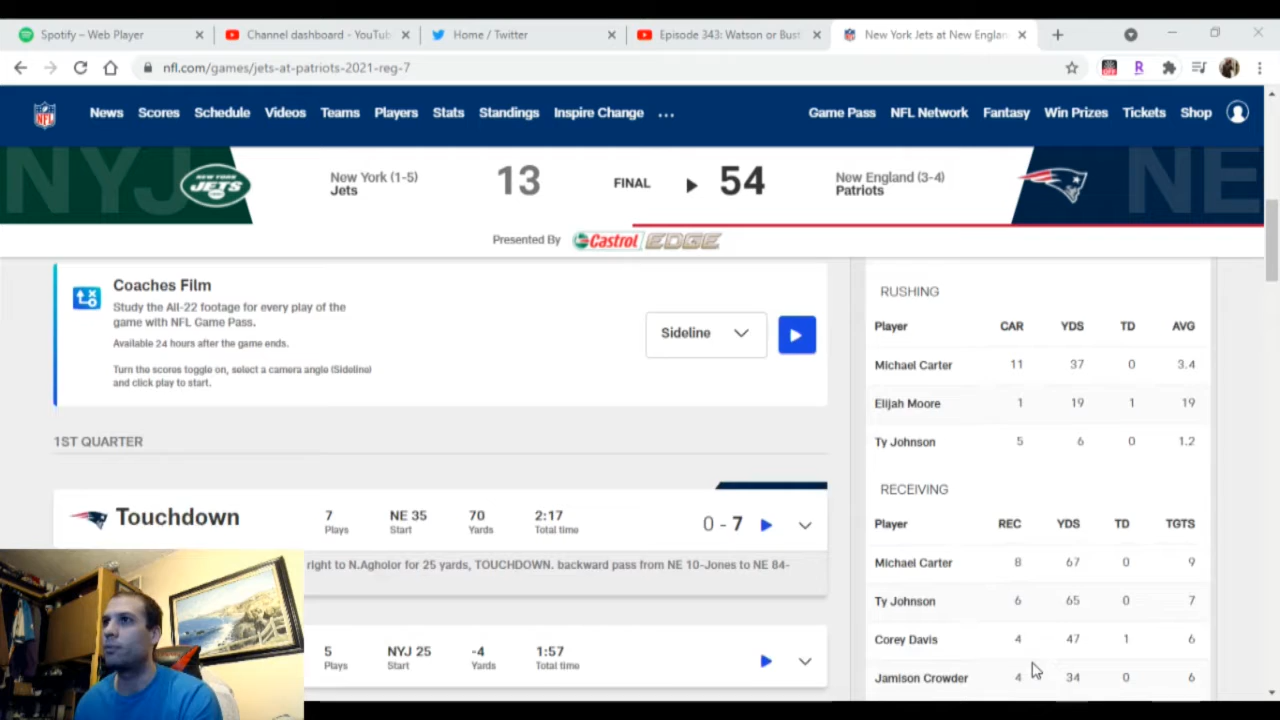 Spotify – Web Player
Channel dashboard - YouTub
Home / Twitter
Episode 343: Watson or Bust
New York Jets at New Englan
nfl.com/games/jets-at-patriots-2021-reg-7
R
News Scores Schedule Videos Teams Players Stats Standings Inspire Change ... Game Pass NFL Network Fantasy Win Prizes Tickets Shop
NYJ
NEW YORK JETS
New York (1-5)
Jets
13
FINAL
54
New England (3-4)
Patriots
NE
Presented By Castrol EDGE
Coaches Film
Study the All-22 footage for every play of the
game with NFL Game Pass.
Available 24 hours after the game ends.
Turn the scores toggle on, select a camera angle (Sideline)
and click play to start.
Sideline
1ST QUARTER
Touchdown
7
Plays
NE 35
Start
70
Yards
2:17
Total time
0 - 7
right to N.Agholor for 25 yards, TOUCHDOWN. backward pass from NE 10-Jones to NE 84-
5
Plays
NYJ 25
Start
-4
Yards
1:57
Total time
RUSHING
Player CAR YDS TD AVG
Michael Carter 11 37 0 3.4
Elijah Moore 1 19 1 19
Ty Johnson 5 6 0 1.2
RECEIVING
Player REC YDS TD TGTS
Michael Carter 8 67 0 9
Ty Johnson 6 65 0 7
Corey Davis 4 47 1 6
Jamison Crowder 4 34 0 6